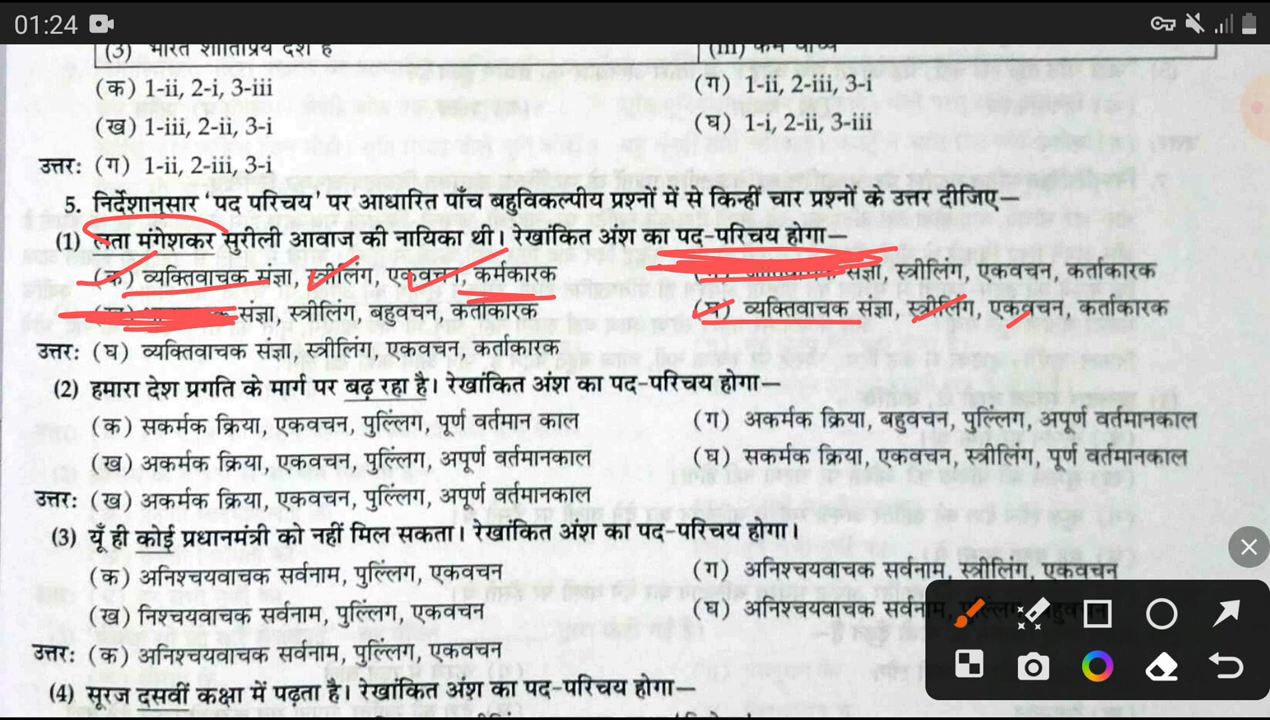 01:24
(3) भारत शांतिप्रिय देश है
(iii) कर्म वाच्य
(क) 1-ii, 2-i, 3-iii
(ग) 1-ii, 2-iii, 3-i
(ख) 1-iii, 2-ii, 3-i
(घ) 1-i, 2-ii, 3-iii
उत्तर: (ग) 1-ii, 2-iii, 3-i
5. निर्देशानुसार 'पद परिचय' पर आधारित पाँच बहुविकल्पीय प्रश्नों में से किन्हीं चार प्रश्नों के उत्तर दीजिए—
(1) लता मंगेशकर सुरीली आवाज की नायिका थी। रेखांकित अंश का पद-परिचय होगा—
(क) व्यक्तिवाचक संज्ञा, स्त्रीलिंग, एकवचन, कर्मकारक
संज्ञा, स्त्रीलिंग, एकवचन, कर्ताकारक
संज्ञा, स्त्रीलिंग, बहुवचन, कर्ताकारक
व्यक्तिवाचक संज्ञा, स्त्रीलिंग, एकवचन, कर्ताकारक
उत्तर: (घ) व्यक्तिवाचक संज्ञा, स्त्रीलिंग, एकवचन, कर्ताकारक
(2) हमारा देश प्रगति के मार्ग पर बढ़ रहा है। रेखांकित अंश का पद-परिचय होगा—
(क) सकर्मक क्रिया, एकवचन, पुल्लिंग, पूर्ण वर्तमान काल
(ग) अकर्मक क्रिया, बहुवचन, पुल्लिंग, अपूर्ण वर्तमानकाल
(ख) अकर्मक क्रिया, एकवचन, पुल्लिंग, अपूर्ण वर्तमानकाल
(घ) सकर्मक क्रिया, एकवचन, स्त्रीलिंग, पूर्ण वर्तमानकाल
उत्तर: (ख) अकर्मक क्रिया, एकवचन, पुल्लिंग, अपूर्ण वर्तमानकाल
(3) यूँ ही कोई प्रधानमंत्री को नहीं मिल सकता। रेखांकित अंश का पद-परिचय होगा।
(क) अनिश्चयवाचक सर्वनाम, पुल्लिंग, एकवचन
(ग) अनिश्चयवाचक सर्वनाम, स्त्रीलिंग, एकवचन
(ख) निश्चयवाचक सर्वनाम, पुल्लिंग, एकवचन
(घ) अनिश्चयवाचक सर्वनाम, पुल्लिंग, बहुवचन
उत्तर: (क) अनिश्चयवाचक सर्वनाम, पुल्लिंग, एकवचन
(4) सूरज दसवीं कक्षा में पढ़ता है। रेखांकित अंश का पद-परिचय होगा—